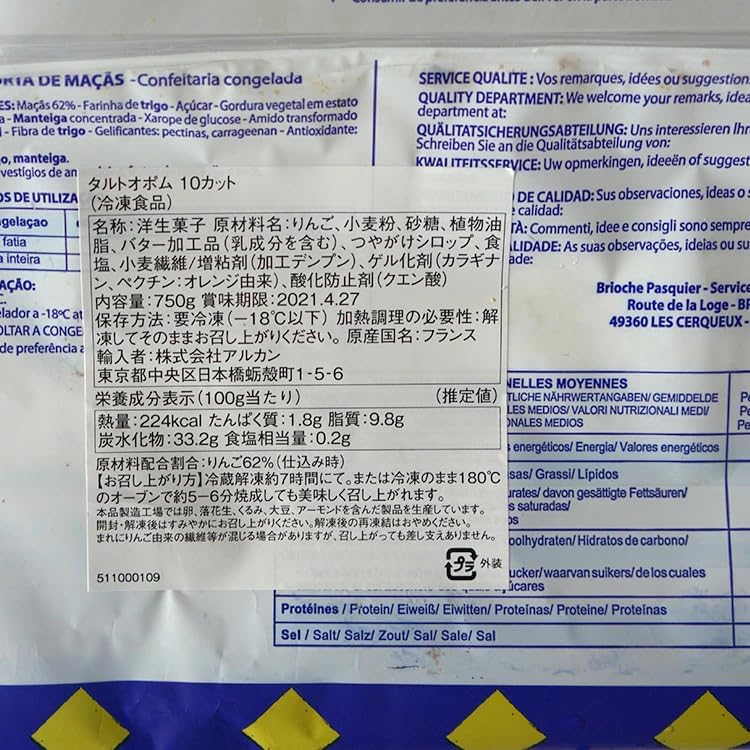 DE MAÇÃS - Confeitaria congelada
Maçãs 62% - Farinha de trigo - Açúcar - Gordura vegetal em estado
- Manteiga concentrada - Xarope de glucose - Amido transformado
- Fibra de trigo - Gelificantes: pectinas, carrageenan - Antioxidante:
manteiga.
vestígios de
OS DE UTILIZA
fatia
inteira
AÇÃO:
-18ºC
preferência
SERVICE QUALITE : Vos remarques, idées ou suggestion
QUALITY DEPARTMENT: We welcome your remarks, idea
department at:
QUÄLITATSICHERUNGSABTEILUNG: Uns interessieren Ihr
Schreiben Sie an die Qualitätsabteilung von:
KWALITEITSSERVICE: Uw opmerkingen, ideeën of suggest
DE CALIDAD: Sus observaciones, ideas o
calidad:
Commenti, idee e consigli sono sempre
ALIDADE: As suas observações, ideias ou su
Brioche Pasquier - Service
Route de la Loge - BP
49360 LES CERQUEUX -
タルトオポム 10カット
(冷凍食品)
名称:洋生菓子 原材料名:りんご、小麦粉、砂糖、植物油
脂、バター加工品(乳成分を含む)、つやがけシロップ、食
塩、小麦繊維/増粘剤(加工デンプン)、ゲル化剤(カラギナ
ン、ペクチン:オレンジ由来)、酸化防止剤(クエン酸)
内容量:750g 賞味期限:2021.4.27
保存方法:要冷凍(−18℃以下) 加熱調理の必要性:解
凍してそのままお召し上がりください。 原産国名:フランス
輸入者:株式会社アルカン
東京都中央区日本橋蛎殻町1-5-6
栄養成分表示(100g当たり) (推定値)
熱量:224kcal たんぱく質:1.8g 脂質:9.8g
炭水化物:33.2g 食塩相当量:0.2g
原材料配合割合:りんご62%(仕込み時)
【お召し上がり方】冷蔵解凍約7時間にて。または冷凍のまま180℃
のオーブンで約5−6分焼成しても美味しく召し上がれます。
本品製造工場では卵、落花生、くるみ、大豆、アーモンドを含んだ製品を生産しています。
開封・解凍後はすみやかにお召し上がりください。解凍後の再凍結はおやめください。
まれにりんご由来の繊維等が混じる場合がありますが、召し上がっても差し支えありません。
プラ 外装
511000109
NELLES MOYENNES
TLICHE NÄHRWERTANGABEN/ GEMIDDELDE
LES MEDIOS/ VALORI NUTRIZIONALI MEDI/
ONALES MEDIOS
energéticos/ Energia/ Valores energéticos
Grassi/ Lípidos
davon gesättigte Fettsäuren/
saturadas/
oolhydraten/ Hidratos de carbono/
ucker/waarvan suikers/ de los cuales
Protéines / Protein/ Eiweiß/ Eiwitten/ Proteínas/ Proteine/ Proteínas
Sel / Salt/ Salz/ Zout/ Sal/ Sale/ Sal